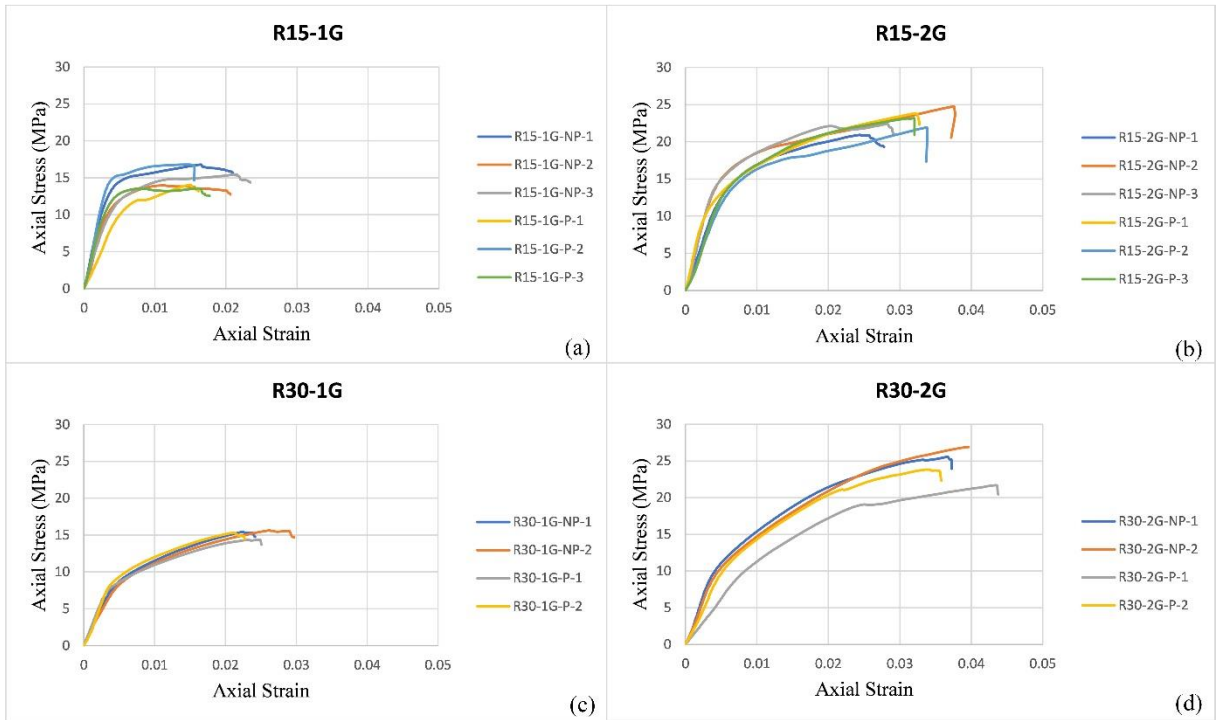 R15-1G
Axial Stress (MPa)
30
25
20
15
10
5
0
0
0.01
0.02
0.03
0.04
0.05
Axial Strain
R15-1G-NP-1
R15-1G-NP-2
R15-1G-NP-3
R15-1G-P-1
R15-1G-P-2
R15-1G-P-3
(a)
R15-2G
Axial Stress (MPa)
30
25
20
15
10
5
0
0
0.01
0.02
0.03
0.04
0.05
Axial Strain
R15-2G-NP-1
R15-2G-NP-2
R15-2G-NP-3
R15-2G-P-1
R15-2G-P-2
R15-2G-P-3
(b)
R30-1G
Axial Stress (MPa)
30
25
20
15
10
5
0
0
0.01
0.02
0.03
0.04
0.05
Axial Strain
R30-1G-NP-1
R30-1G-NP-2
R30-1G-P-1
R30-1G-P-2
(c)
R30-2G
Axial Stress (MPa)
30
25
20
15
10
5
0
0
0.01
0.02
0.03
0.04
0.05
Axial Strain
R30-2G-NP-1
R30-2G-NP-2
R30-2G-P-1
R30-2G-P-2
(d)